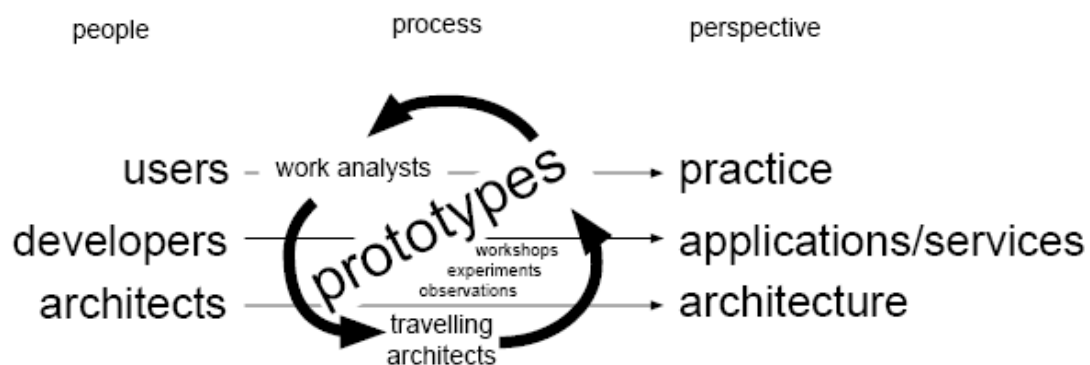 people process perspective
users work analysts practice
prototypes
developers applications/services
workshops
experiments
observations
architects architecture
travelling
architects